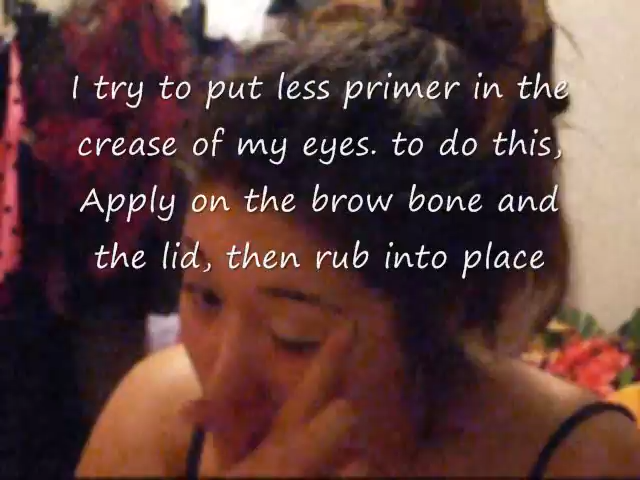 I try to put less primer in the
crease of my eyes. to do this,
Apply on the brow bone and
the lid, then rub into place